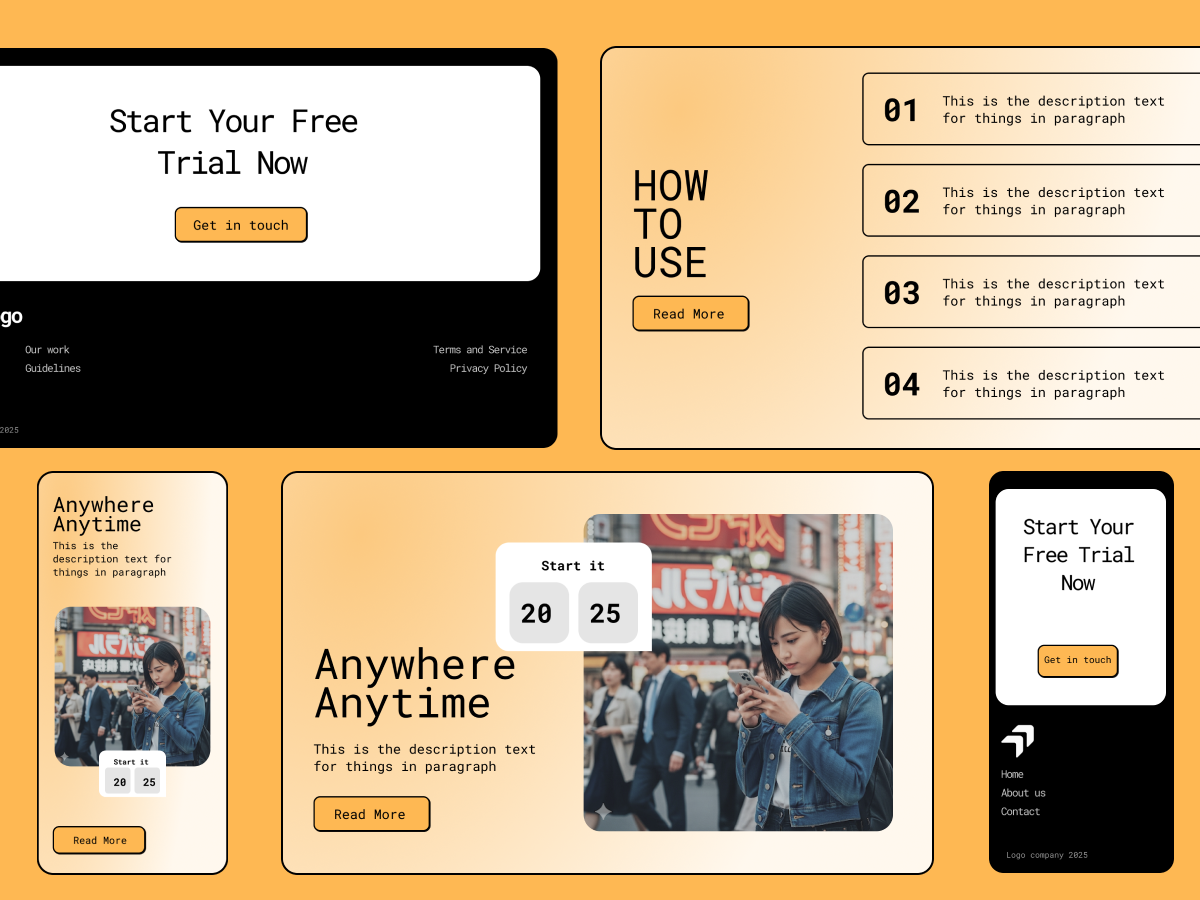 Start Your Free
Trial Now
Get in touch
go
Our work
Guidelines
Terms and Service
Privacy Policy
2025
HOW
TO
USE
Read More
01
This is the description text
for things in paragraph
02
This is the description text
for things in paragraph
03
This is the description text
for things in paragraph
04
This is the description text
for things in paragraph
Anywhere
Anytime
This is the
description text for
things in paragraph
Start it
20 25
Read More
Start it
20 25
Anywhere
Anytime
This is the description text
for things in paragraph
Read More
Start Your
Free Trial
Now
Get in touch
Home
About us
Contact
Logo company 2025